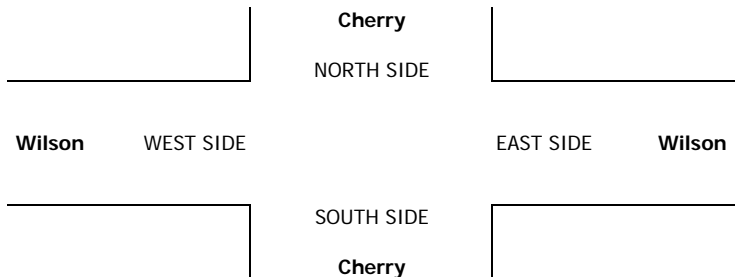 Cherry
NORTH SIDE
Wilson WEST SIDE EAST SIDE Wilson
SOUTH SIDE
Cherry